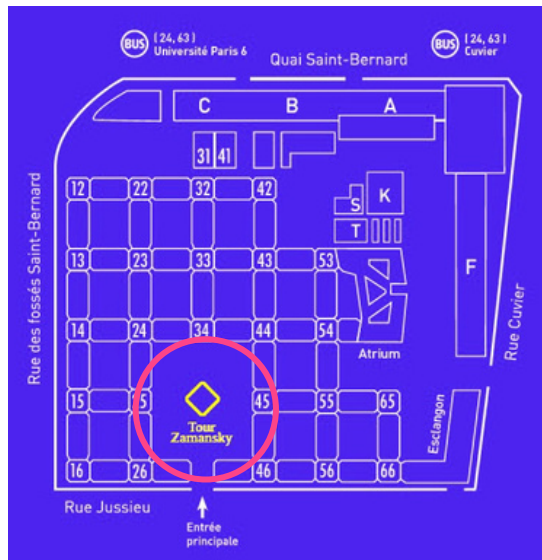 BUS
(24, 63)
Université Paris 6
BUS
(24, 63)
Cuvier
Quai Saint-Bernard
C B A
31 41
12 22 32 42
S K
T
13 23 33 43 53
F
Rue des fossés Saint-Bernard
Rue Cuvier
14 24 34 44 54
Atrium
15 25 45 55 65
Tour
Zamansky
Esclangon
16 26 46 56 66
Rue Jussieu
Entrée
principale